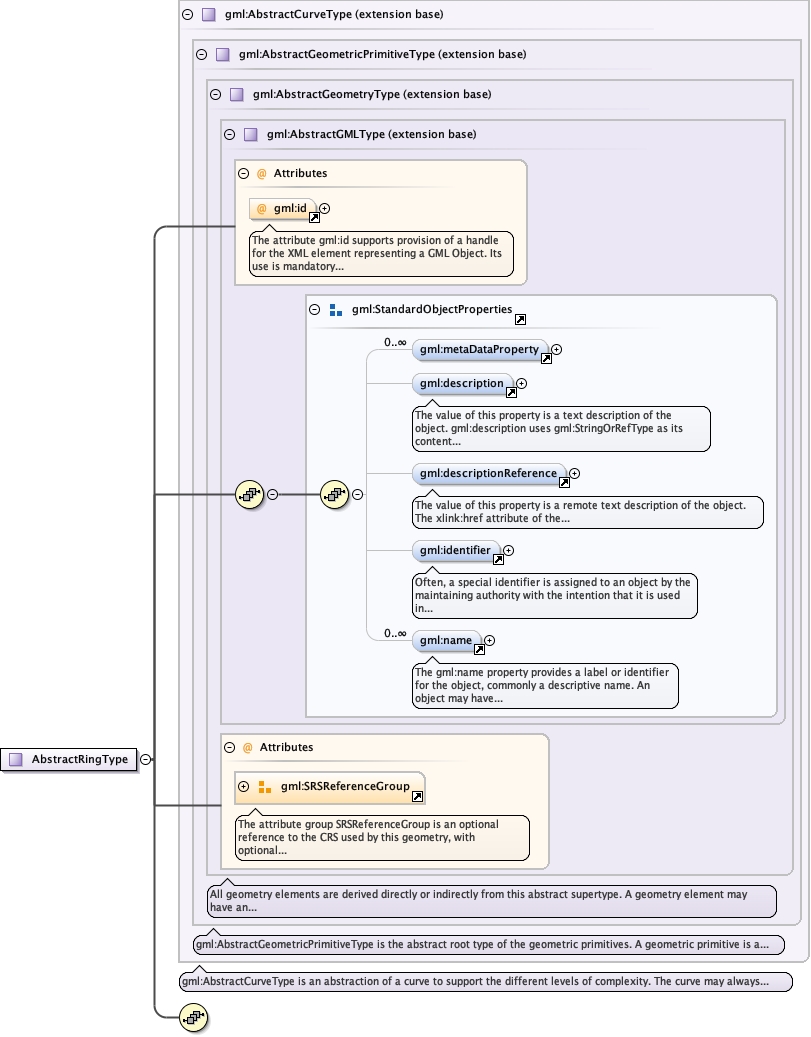 gml:AbstractCurveType (extension base)
gml:AbstractGeometricPrimitiveType (extension base)
gml:AbstractGeometryType (extension base)
gml:AbstractGMLType (extension base)
@ Attributes
@ gml:id
The attribute gml:id supports provision of a handle
for the XML element representing a GML Object. Its
use is mandatory...
gml:StandardObjectProperties
0..∞
gml:metaDataProperty
gml:description
The value of this property is a text description of the
object. gml:description uses gml:StringOrRefType as its
content...
gml:descriptionReference
The value of this property is a remote text description of the object.
The xlink:href attribute of the...
gml:identifier
Often, a special identifier is assigned to an object by the
maintaining authority with the intention that it is used
in...
0..∞
gml:name
The gml:name property provides a label or identifier
for the object, commonly a descriptive name. An
object may have...
AbstractRingType
@ Attributes
gml:SRSReferenceGroup
The attribute group SRSReferenceGroup is an optional
reference to the CRS used by this geometry, with
optional...
All geometry elements are derived directly or indirectly from this abstract supertype. A geometry element may
have an...
gml:AbstractGeometricPrimitiveType is the abstract root type of the geometric primitives. A geometric primitive is a...
gml:AbstractCurveType is an abstraction of a curve to support the different levels of complexity. The curve may always...